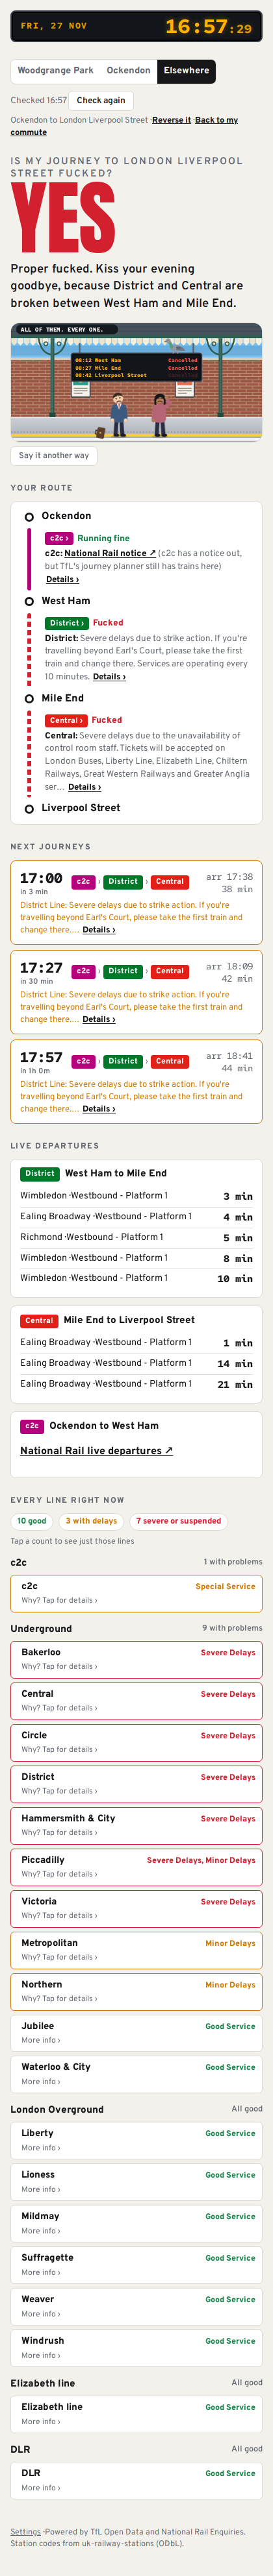 FRI, 27 NOV 16:57:29
Woodgrange Park Ockendon Elsewhere
Checked 16:57 Check again
Ockendon to London Liverpool Street · Reverse it · Back to my
commute
IS MY JOURNEY TO LONDON LIVERPOOL
STREET FUCKED?
YES
Proper fucked. Kiss your evening
goodbye, because District and Central are
broken between West Ham and Mile End.
ALL OF THEM. EVERY ONE.
00:12 West Ham Cancelled
00:27 Mile End Cancelled
00:42 Liverpool Street
Say it another way
YOUR ROUTE
Ockendon
c2c › Running fine
c2c: National Rail notice ↗ (c2c has a notice out,
but TfL's journey planner still has trains here)
Details ›
West Ham
District › Fucked
District: Severe delays due to strike action. If you're
travelling beyond Earl's Court, please take the first
train and change there. Services are operating every
10 minutes. Details ›
Mile End
Central › Fucked
Central: Severe delays due to the unavailability of
control room staff. Tickets will be accepted on
London Buses, Liberty Line, Elizabeth Line, Chiltern
Railways, Great Western Railways and Greater Anglia
ser… Details ›
Liverpool Street
NEXT JOURNEYS
17:00 c2c › District › Central arr 17:38
in 3 min 38 min
District Line: Severe delays due to strike action. If you're
travelling beyond Earl's Court, please take the first train and
change there.… Details ›
17:27 c2c › District › Central arr 18:09
in 30 min 42 min
District Line: Severe delays due to strike action. If you're
travelling beyond Earl's Court, please take the first train and
change there.… Details ›
17:57 c2c › District › Central arr 18:41
in 1h 0m 44 min
District Line: Severe delays due to strike action. If you're
travelling beyond Earl's Court, please take the first train and
change there.… Details ›
LIVE DEPARTURES
District West Ham to Mile End
Wimbledon · Westbound - Platform 1 3 min
Ealing Broadway · Westbound - Platform 1 4 min
Richmond · Westbound - Platform 1 5 min
Wimbledon · Westbound - Platform 1 8 min
Wimbledon · Westbound - Platform 1 10 min
Central Mile End to Liverpool Street
Ealing Broadway · Westbound - Platform 1 1 min
Ealing Broadway · Westbound - Platform 1 14 min
Ealing Broadway · Westbound - Platform 1 21 min
c2c Ockendon to West Ham
National Rail live departures ↗
EVERY LINE RIGHT NOW
10 good 3 with delays 7 severe or suspended
Tap a count to see just those lines
c2c 1 with problems
c2c Special Service
Why? Tap for details ›
Underground 9 with problems
Bakerloo Severe Delays
Why? Tap for details ›
Central Severe Delays
Why? Tap for details ›
Circle Severe Delays
Why? Tap for details ›
District Severe Delays
Why? Tap for details ›
Hammersmith & City Severe Delays
Why? Tap for details ›
Piccadilly Severe Delays, Minor Delays
Why? Tap for details ›
Victoria Severe Delays
Why? Tap for details ›
Metropolitan Minor Delays
Why? Tap for details ›
Northern Minor Delays
Why? Tap for details ›
Jubilee Good Service
More info ›
Waterloo & City Good Service
More info ›
London Overground All good
Liberty Good Service
More info ›
Lioness Good Service
More info ›
Mildmay Good Service
More info ›
Suffragette Good Service
More info ›
Weaver Good Service
More info ›
Windrush Good Service
More info ›
Elizabeth line All good
Elizabeth line Good Service
More info ›
DLR All good
DLR Good Service
More info ›
Settings · Powered by TfL Open Data and National Rail Enquiries.
Station codes from uk-railway-stations (ODbL).